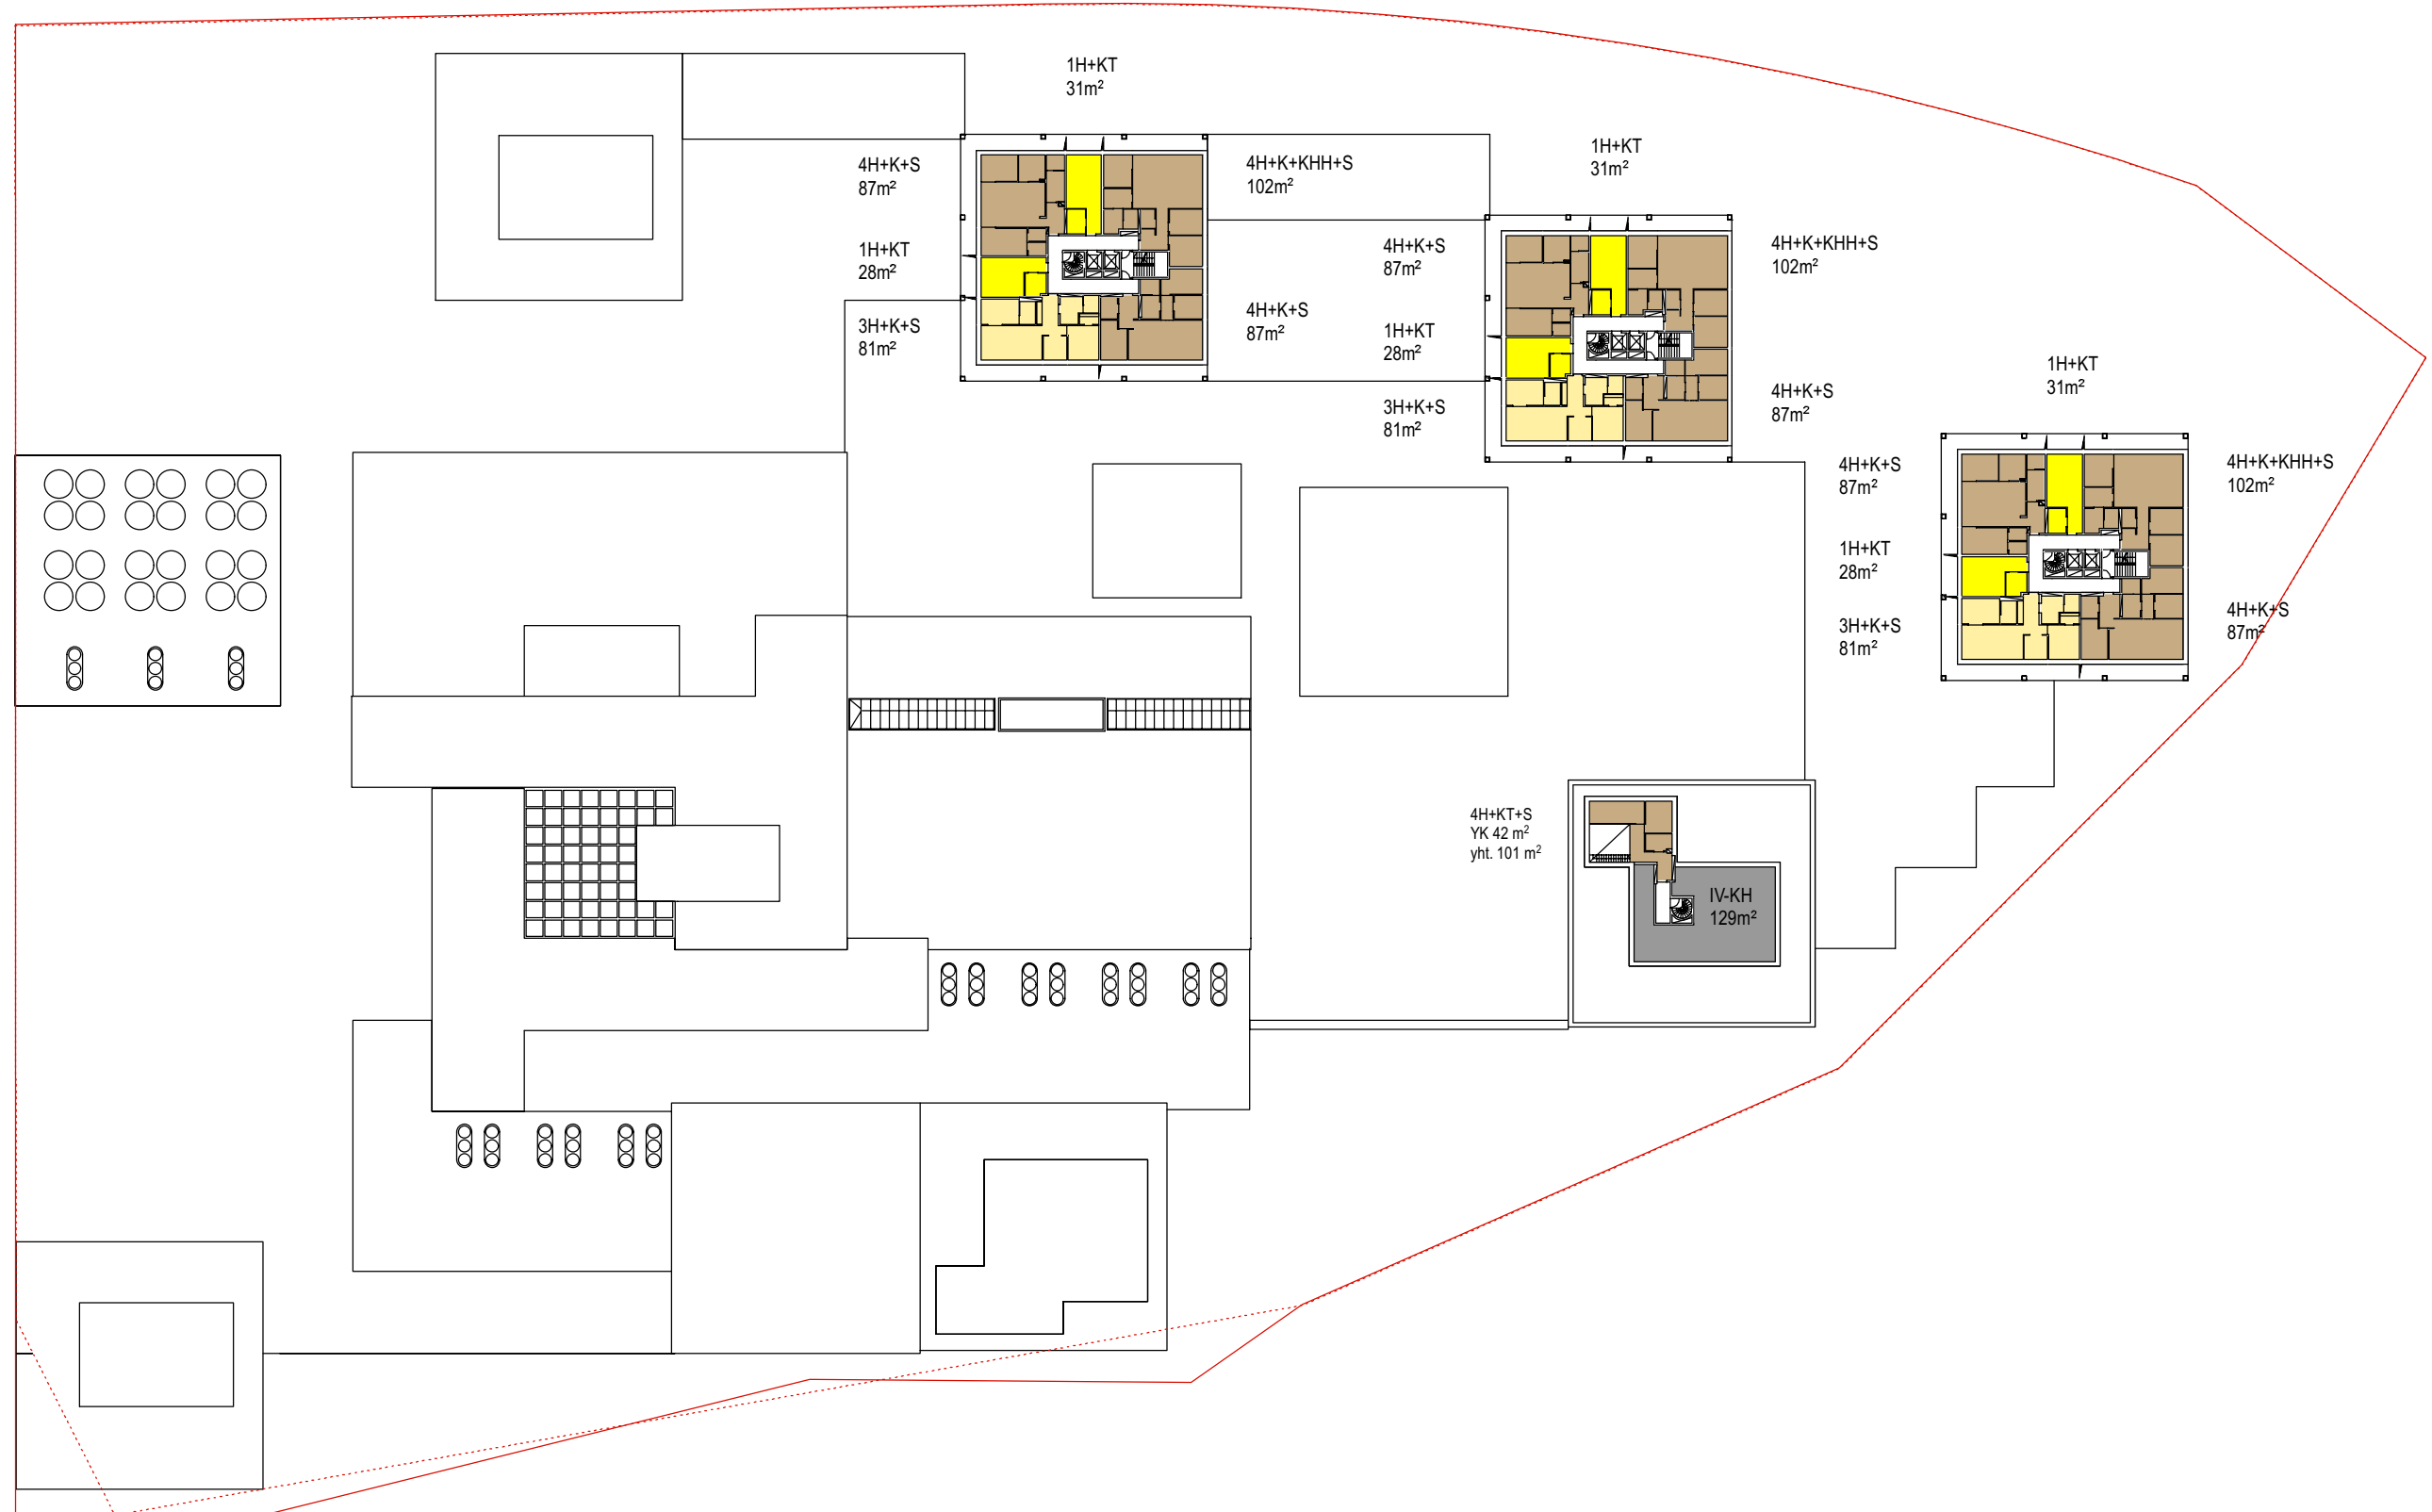 1H+KT
31m²
4H+K+S
87m²
4H+K+KHH+S
102m²
1H+KT
28m²
3H+K+S
81m²
4H+K+S
87m²
1H+KT
31m²
4H+K+S
87m²
4H+K+KHH+S
102m²
1H+KT
28m²
3H+K+S
81m²
4H+K+S
87m²
1H+KT
31m²
4H+K+S
87m²
4H+K+KHH+S
102m²
1H+KT
28m²
3H+K+S
81m²
4H+K+S
87m²
4H+KT+S
YK 42 m²
yht. 101 m²
IV-KH
129m²